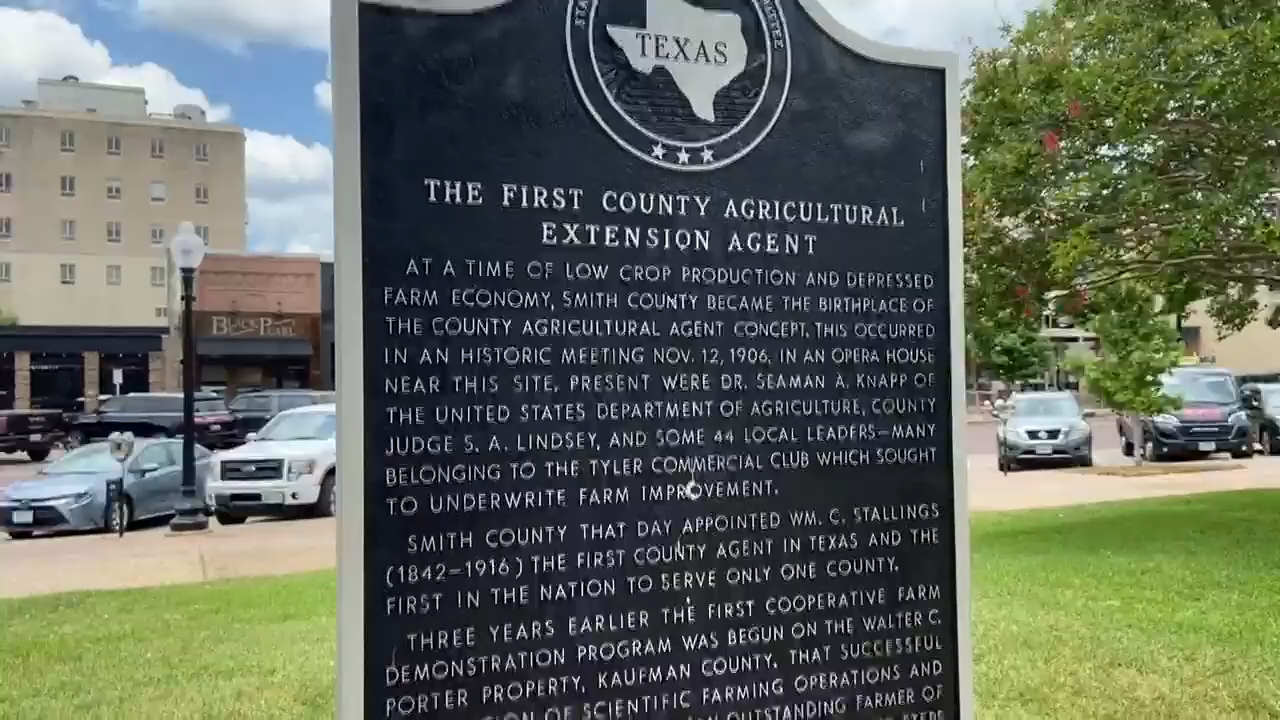 TEXAS
THE FIRST COUNTY AGRICULTURAL
EXTENSION AGENT
AT A TIME OF LOW CROP PRODUCTION AND DEPRESSED
FARM ECONOMY, SMITH COUNTY BECAME THE BIRTHPLACE OF
THE COUNTY AGRICULTURAL AGENT CONCEPT. THIS OCCURRED
IN AN HISTORIC MEETING NOV. 12, 1906, IN AN OPERA HOUSE
NEAR THIS SITE. PRESENT WERE DR. SEAMAN A. KNAPP OF
THE UNITED STATES DEPARTMENT OF AGRICULTURE, COUNTY
JUDGE S. A. LINDSEY, AND SOME 44 LOCAL LEADERS—MANY
BELONGING TO THE TYLER COMMERCIAL CLUB WHICH SOUGHT
TO UNDERWRITE FARM IMPROVEMENT.
SMITH COUNTY THAT DAY APPOINTED WM. C. STALLINGS
(1842-1916) THE FIRST COUNTY AGENT IN TEXAS AND THE
FIRST IN THE NATION TO SERVE ONLY ONE COUNTY.
THREE YEARS EARLIER THE FIRST COOPERATIVE FARM
DEMONSTRATION PROGRAM WAS BEGUN ON THE WALTER C.
PORTER PROPERTY, KAUFMAN COUNTY. THAT SUCCESSFUL
OF SCIENTIFIC FARMING OPERATIONS AND
OUTSTANDING FARMER OF
BLACK PEARL